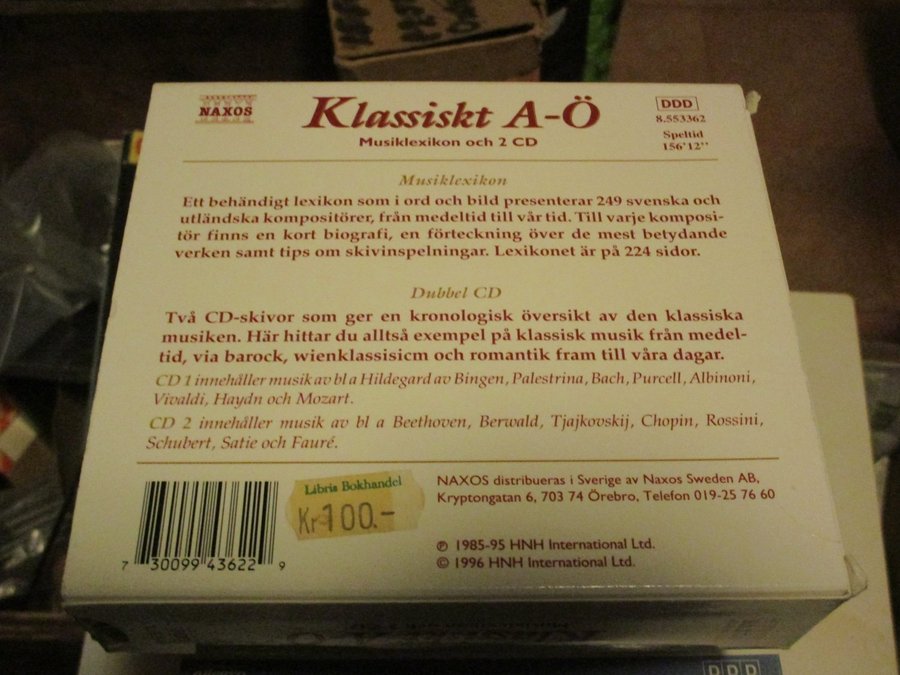 NAXOS
Klassiskt A-Ö
Musiklexikon och 2 CD
DDD
8.553362
Speltid
156'12"
Musiklexikon
Ett behändigt lexikon som i ord och bild presenterar 249 svenska och
utländska kompositörer, från medeltid till vår tid. Till varje komposi-
tör finns en kort biografi, en förteckning över de mest betydande
verken samt tips om skivinspelningar. Lexikonet är på 224 sidor.
Dubbel CD
Två CD-skivor som ger en kronologisk översikt av den klassiska
musiken. Här hittar du alltså exempel på klassisk musik från medel-
tid, via barock, wienklassisicm och romantik fram till våra dagar.
CD 1 innehåller musik av bl a Hildegard av Bingen, Palestrina, Bach, Purcell, Albinoni,
Vivaldi, Haydn och Mozart.
CD 2 innehåller musik av bl a Beethoven, Berwald, Tjajkovskij, Chopin, Rossini,
Schubert, Satie och Fauré.
Libris Bokhandel
Kr 100.-
NAXOS distribueras i Sverige av Naxos Sweden AB,
Kryptongatan 6, 703 74 Örebro, Telefon 019-25 76 60
℗ 1985-95 HNH International Ltd.
© 1996 HNH International Ltd.
7 30099 43622 9
Klassiskt A-Ö
DDD